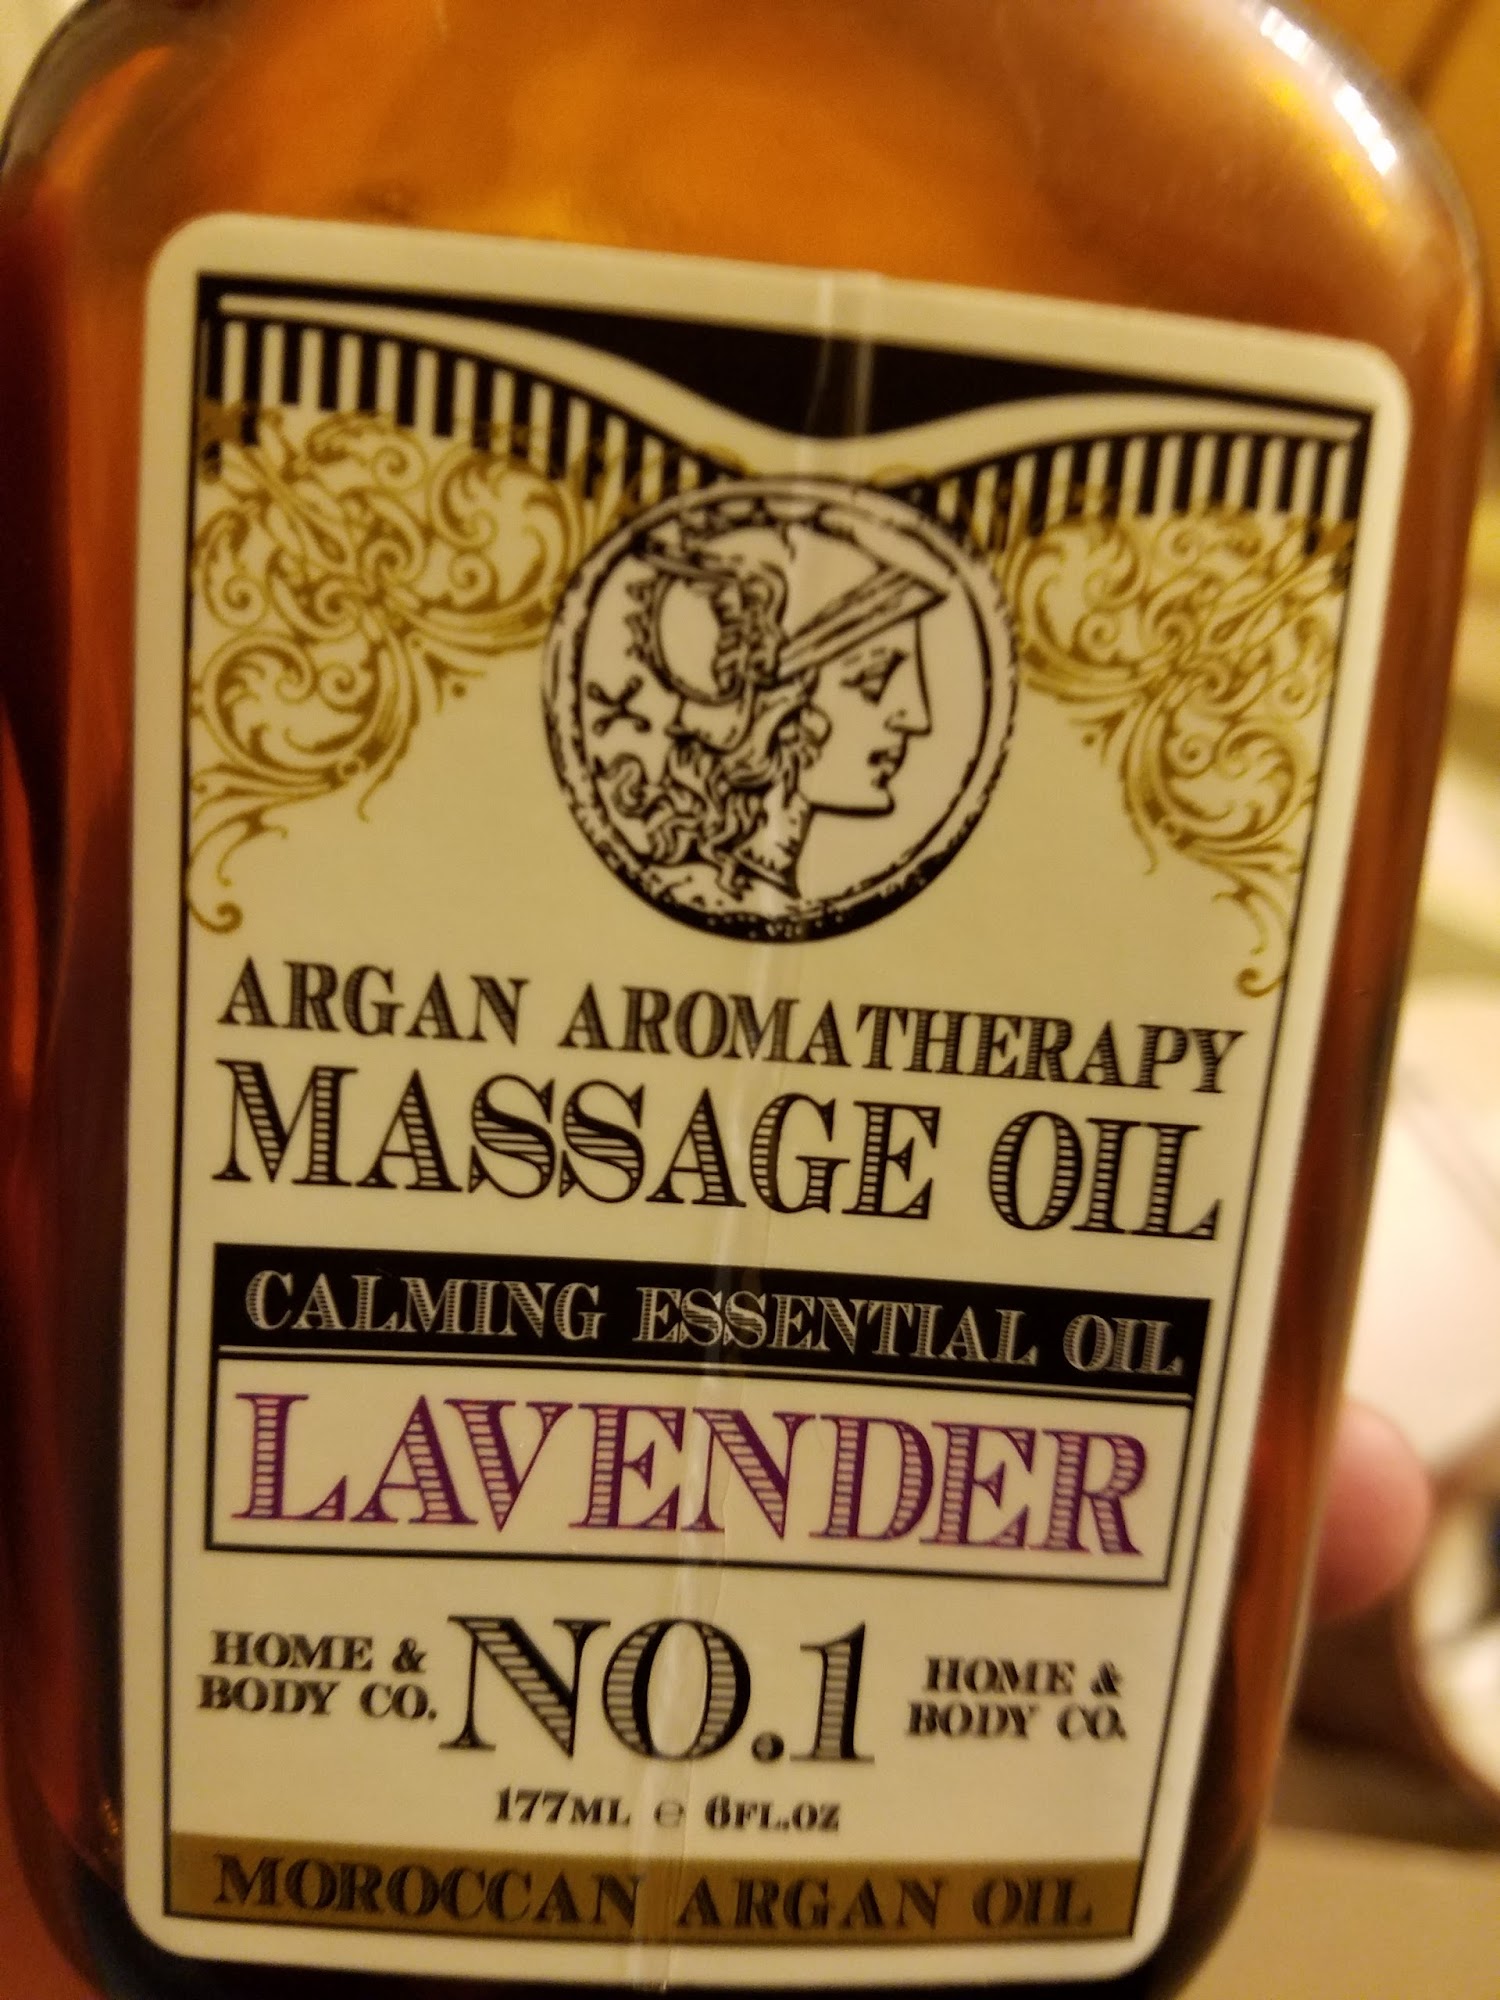 ARGAN AROMATHERAPY
MASSAGE OIL
CALMING ESSENTIAL OIL
LAVENDER
HOME &
BODY CO.
NO.1
HOME &
BODY CO.
177ML ℮ 6FL.OZ
MOROCCAN ARGAN OIL